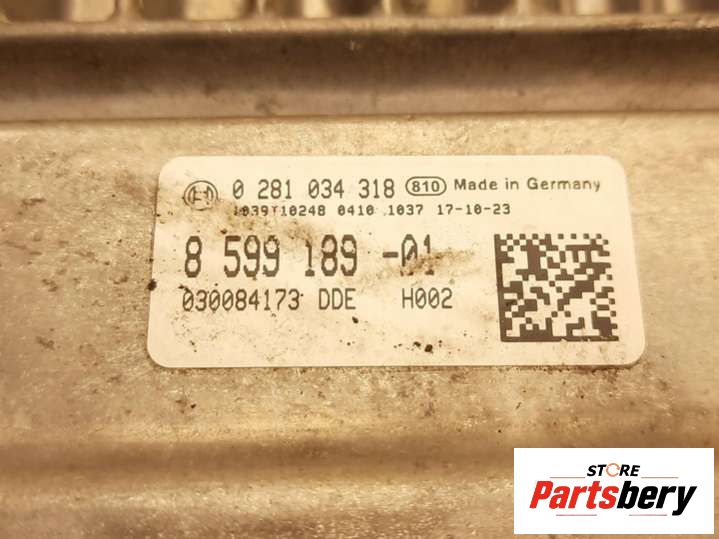 0 281 034 318 810 Made in Germany
1039T10248 0410 1037 17-10-23
8 599 189 -01
030084173 DDE H002
STORE
Partsbery